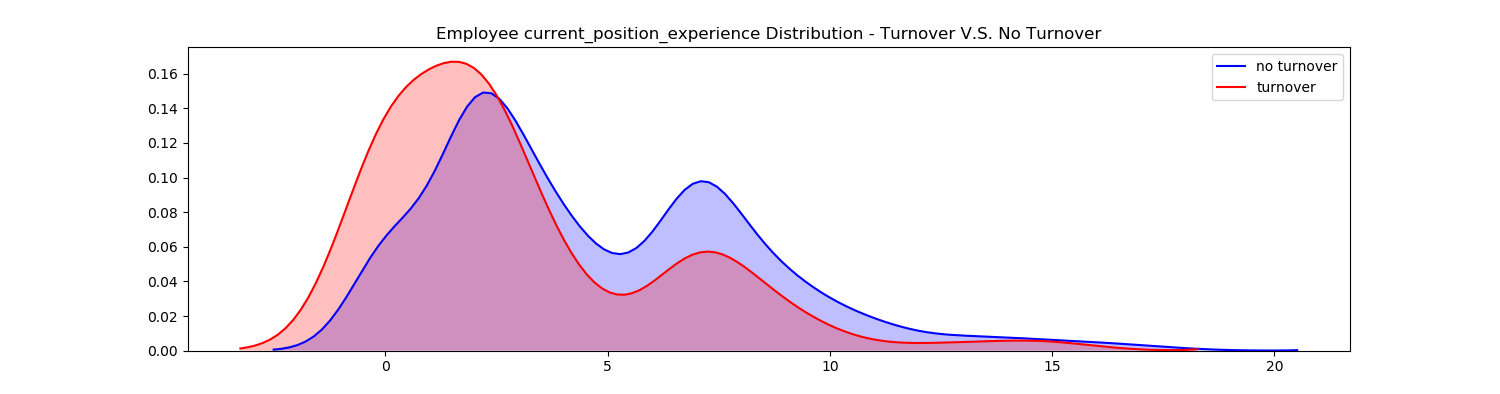 Employee current_position_experience Distribution - Turnover V.S. No Turnover
no turnover
turnover
0.16
0.14
0.12
0.10
0.08
0.06
0.04
0.02
0.00
0 5 10 15 20